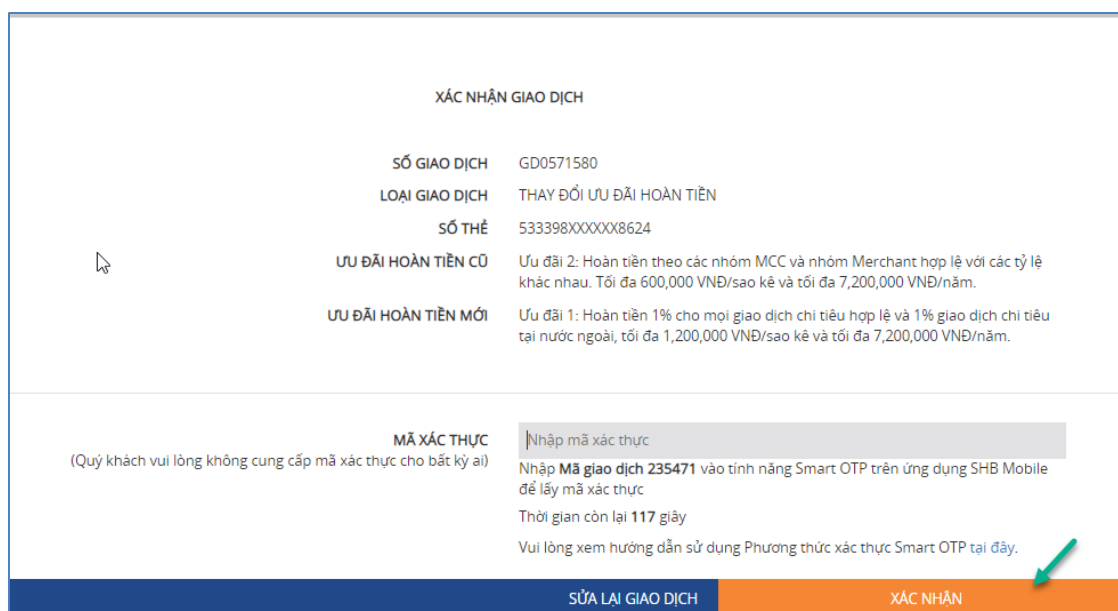 XÁC NHẬN GIAO DỊCH
SỐ GIAO DỊCH GD0571580
LOẠI GIAO DỊCH THAY ĐỔI ƯU ĐÃI HOÀN TIỀN
SỐ THẺ 533398XXXXXX8624
ƯU ĐÃI HOÀN TIỀN CŨ Ưu đãi 2: Hoàn tiền theo các nhóm MCC và nhóm Merchant hợp lệ với các tỷ lệ
khác nhau. Tối đa 600,000 VNĐ/sao kê và tối đa 7,200,000 VNĐ/năm.
ƯU ĐÃI HOÀN TIỀN MỚI Ưu đãi 1: Hoàn tiền 1% cho mọi giao dịch chi tiêu hợp lệ và 1% giao dịch chi tiêu
tại nước ngoài, tối đa 1,200,000 VNĐ/sao kê và tối đa 7,200,000 VNĐ/năm.
MÃ XÁC THỰC Nhập mã xác thực
(Quý khách vui lòng không cung cấp mã xác thực cho bất kỳ ai)
Nhập Mã giao dịch 235471 vào tính năng Smart OTP trên ứng dụng SHB Mobile
để lấy mã xác thực
Thời gian còn lại 117 giây
Vui lòng xem hướng dẫn sử dụng Phương thức xác thực Smart OTP tại đây.
SỬA LẠI GIAO DỊCH XÁC NHẬN